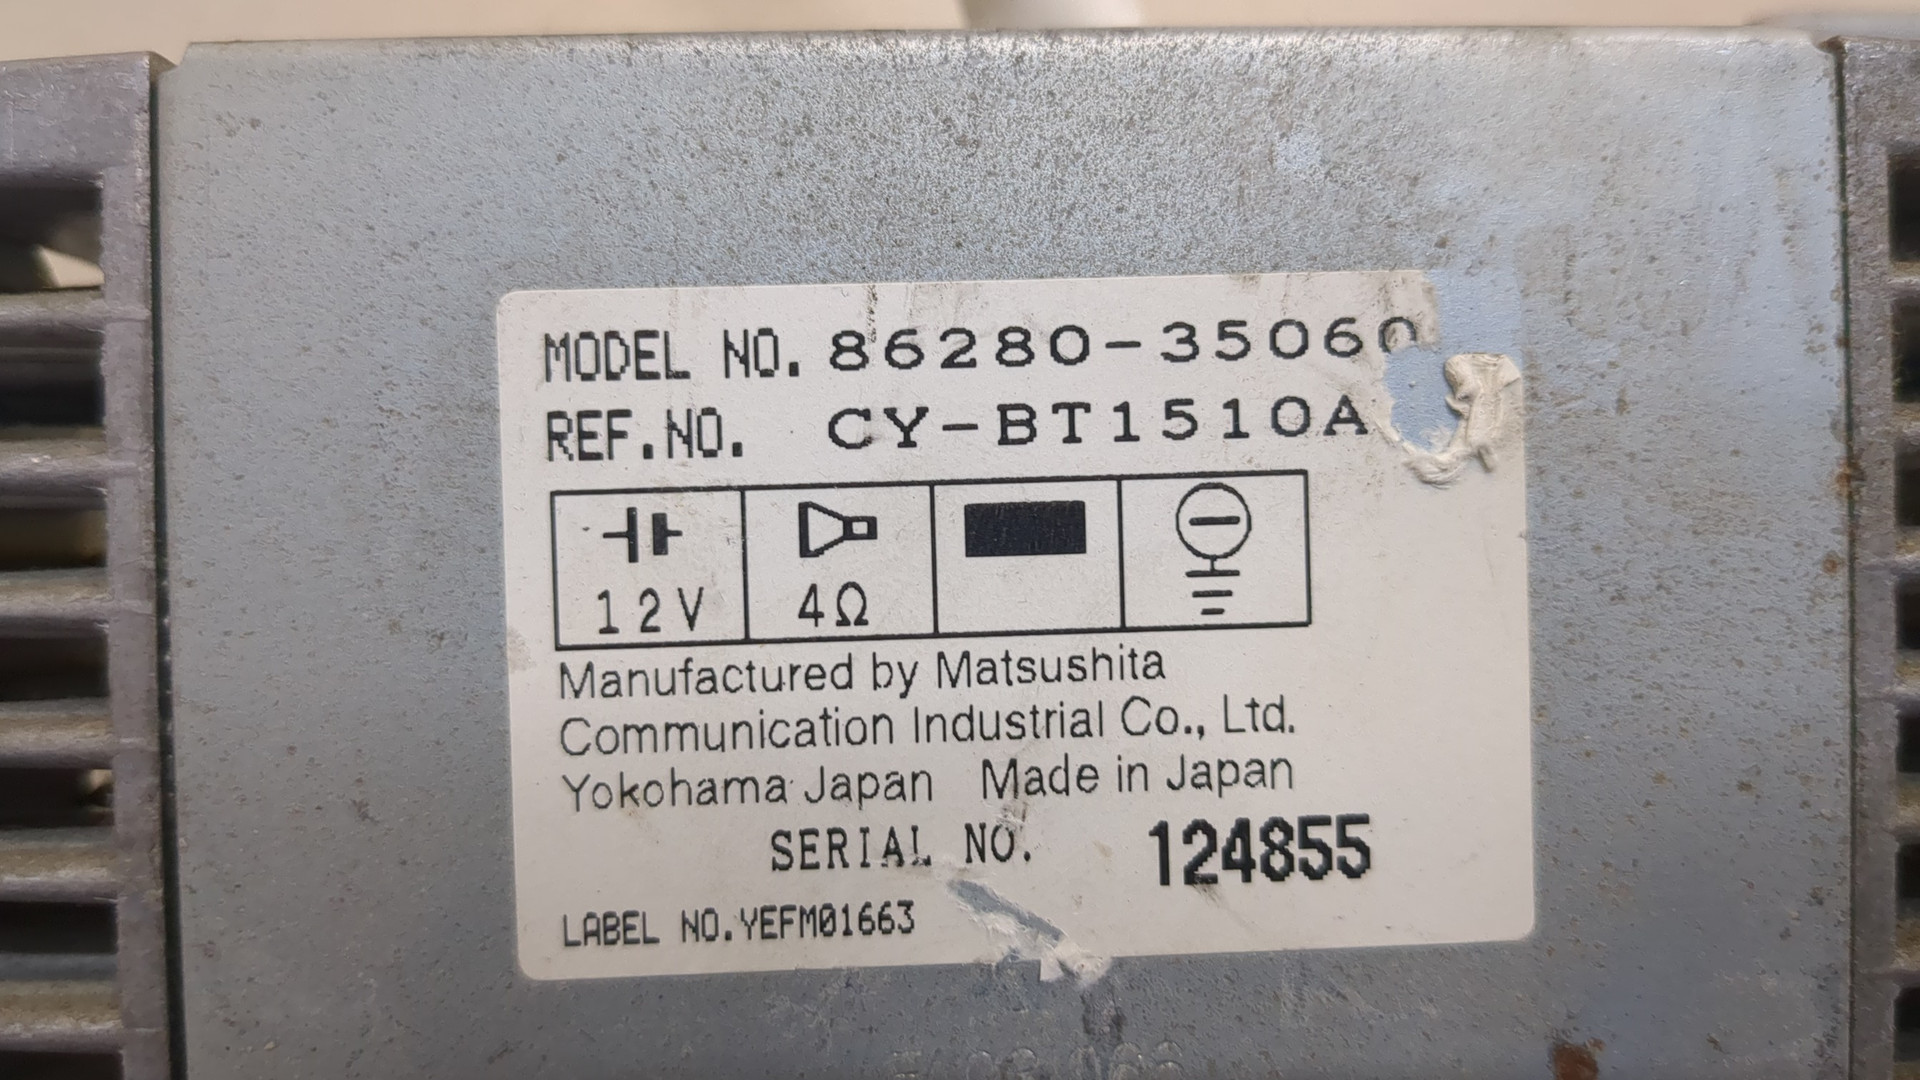 MODEL NO. 86280-35060
REF.NO. CY-BT1510A
12V 4Ω
Manufactured by Matsushita
Communication Industrial Co., Ltd.
Yokohama Japan Made in Japan
SERIAL NO. 124855
LABEL NO.YEFM01663